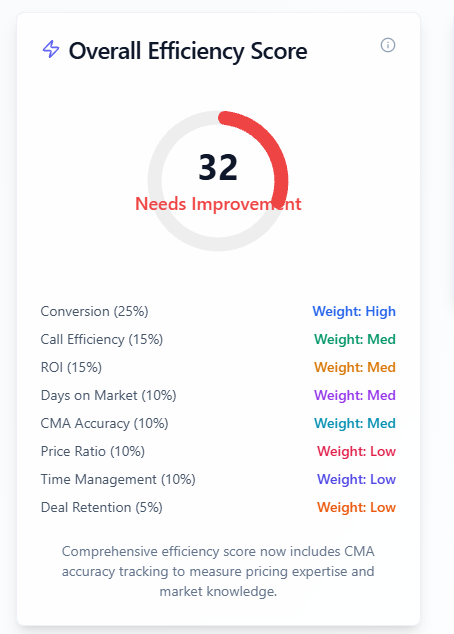 Overall Efficiency Score
32
Needs Improvement
Conversion (25%) Weight: High
Call Efficiency (15%) Weight: Med
ROI (15%) Weight: Med
Days on Market (10%) Weight: Med
CMA Accuracy (10%) Weight: Med
Price Ratio (10%) Weight: Low
Time Management (10%) Weight: Low
Deal Retention (5%) Weight: Low
Comprehensive efficiency score now includes CMA
accuracy tracking to measure pricing expertise and
market knowledge.